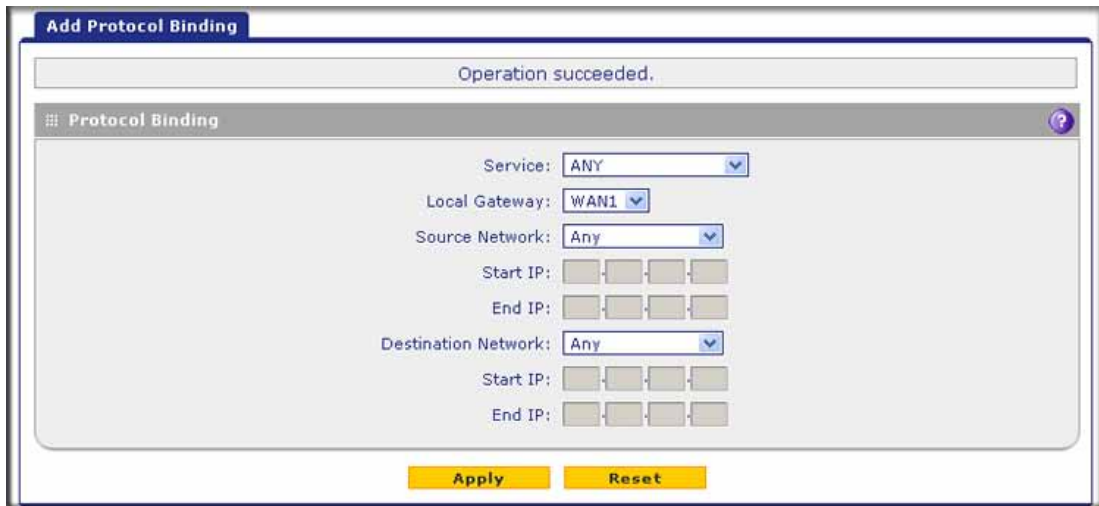 Add Protocol Binding
Operation succeeded.
Protocol Binding
?
Service: ANY
Local Gateway: WAN1
Source Network: Any
Start IP: . . .
End IP: . . .
Destination Network: Any
Start IP: . . .
End IP: . . .
Apply Reset